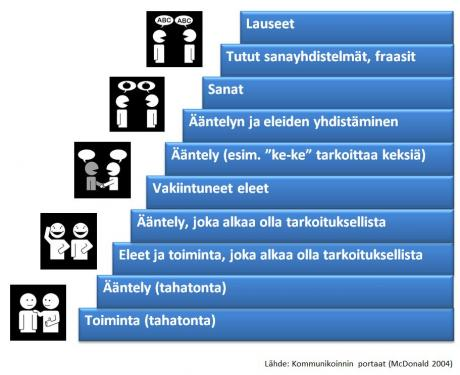 ABC ABC
Lauseet
Tutut sanayhdistelmät, fraasit
Sanat
Ääntelyn ja eleiden yhdistäminen
Ääntely (esim. ”ke-ke” tarkoittaa keksiä)
Vakiintuneet eleet
Ääntely, joka alkaa olla tarkoituksellista
Eleet ja toiminta, joka alkaa olla tarkoituksellista
Ääntely (tahatonta)
Toiminta (tahatonta)
Lähde: Kommunikoinnin portaat (McDonald 2004)